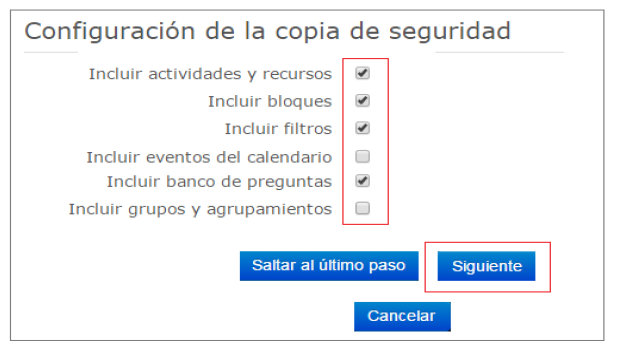 Configuración de la copia de seguridad
Incluir actividades y recursos
Incluir bloques
Incluir filtros
Incluir eventos del calendario
Incluir banco de preguntas
Incluir grupos y agrupamientos
Saltar al último paso Siguiente
Cancelar